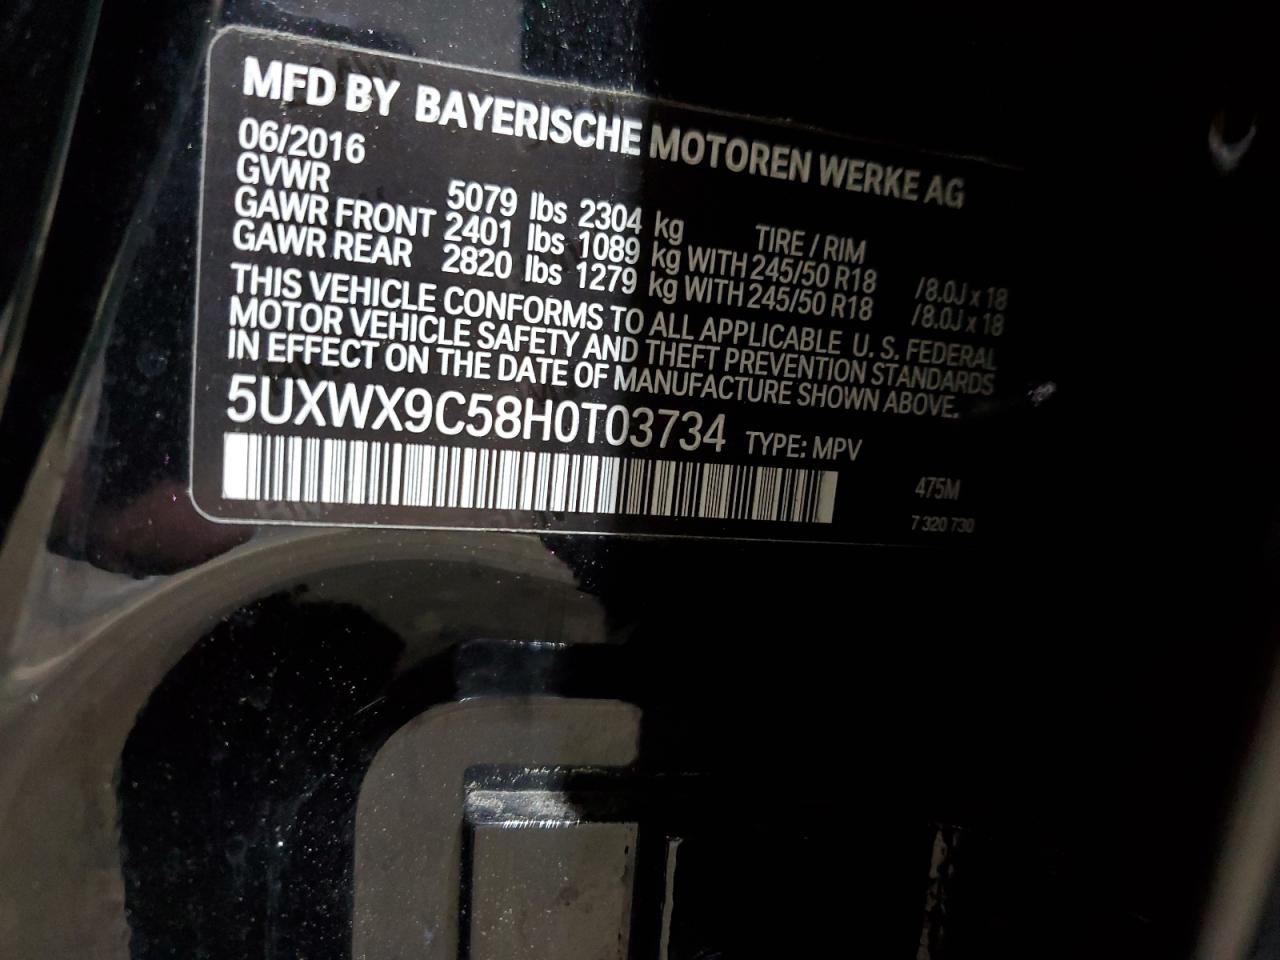 MFD BY BAYERISCHE MOTOREN WERKE AG
06/2016
GVWR 5079 lbs 2304 kg TIRE / RIM
GAWR FRONT 2401 lbs 1089 kg WITH 245/50 R18 /8.0J x 18
GAWR REAR 2820 lbs 1279 kg WITH 245/50 R18 /8.0J x 18
THIS VEHICLE CONFORMS TO ALL APPLICABLE U. S. FEDERAL
MOTOR VEHICLE SAFETY AND THEFT PREVENTION STANDARDS
IN EFFECT ON THE DATE OF MANUFACTURE SHOWN ABOVE.
5UXWX9C58H0T03734 TYPE: MPV
475M
7 320 730